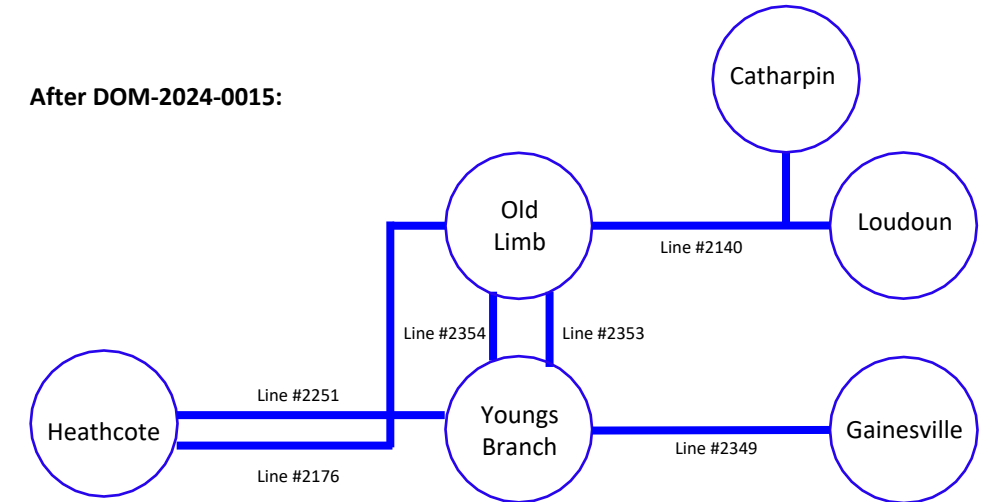 After DOM-2024-0015:
Catharpin
Old
Limb
Loudoun
Line #2140
Line #2354
Line #2353
Line #2251
Heathcote
Youngs
Branch
Gainesville
Line #2349
Line #2176